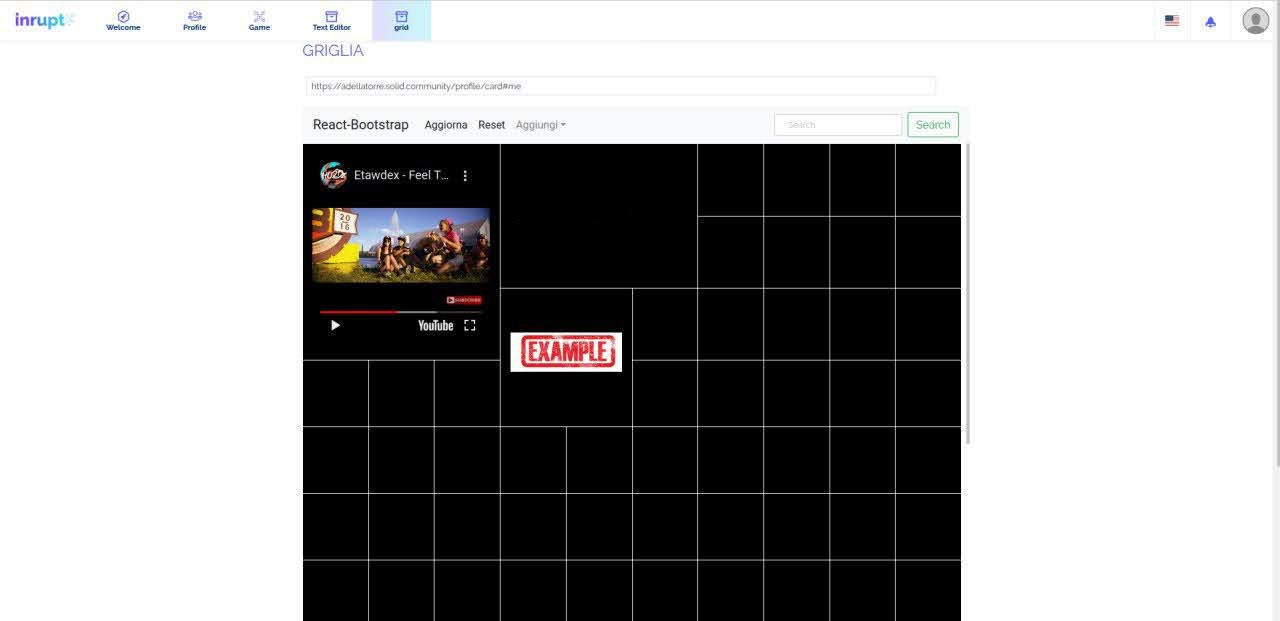 inrupt
Welcome
Profile
Game
Text Editor
grid
GRIGLIA
https://adellatorre.solid.community/profile/card#me
React-Bootstrap Aggiorna Reset Aggiungi Search Search
Etawdex - Feel T...
20
16
SUBSCRIBE
YouTube
EXAMPLE